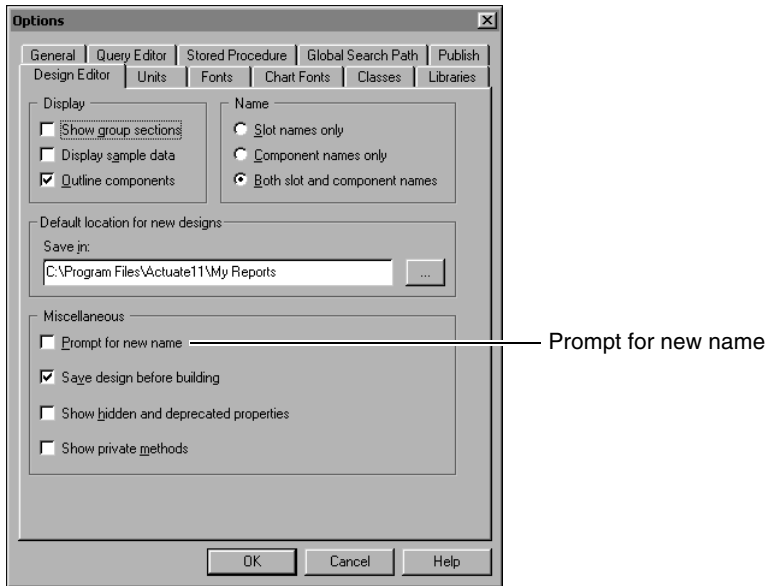 Options
General Query Editor Stored Procedure Global Search Path Publish
Design Editor Units Fonts Chart Fonts Classes Libraries
Display
Show group sections
Display sample data
Outline components
Name
Slot names only
Component names only
Both slot and component names
Default location for new designs
Save in:
C:\Program Files\Actuate11\My Reports
...
Miscellaneous
Prompt for new name
Prompt for new name
Save design before building
Show hidden and deprecated properties
Show private methods
OK Cancel Help